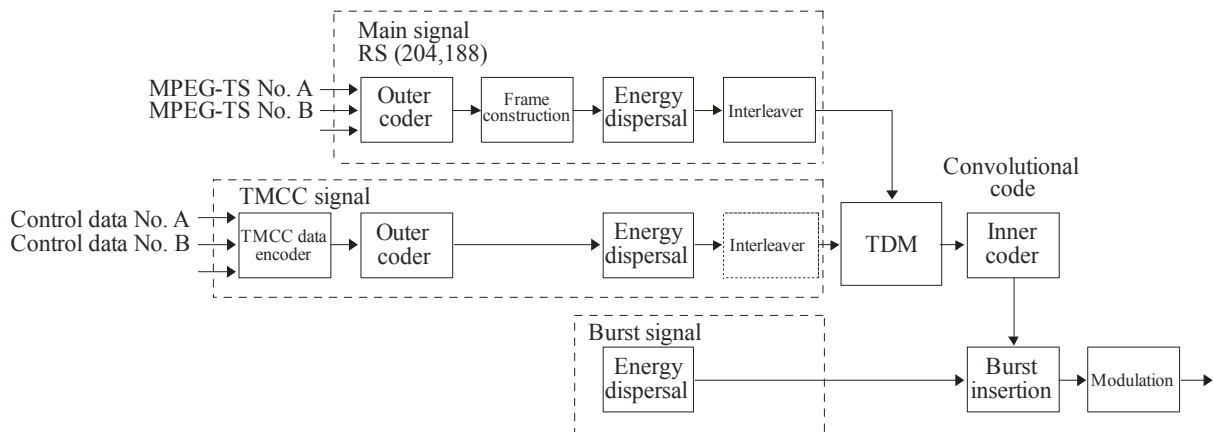 Main signal
RS (204,188)
MPEG-TS No. A
MPEG-TS No. B
Outer
coder
Frame
construction
Energy
dispersal
Interleaver
TMCC signal
Control data No. A
Control data No. B
TMCC data
encoder
Outer
coder
Energy
dispersal
Interleaver
TDM
Convolutional
code
Inner
coder
Burst signal
Energy
dispersal
Burst
insertion
Modulation